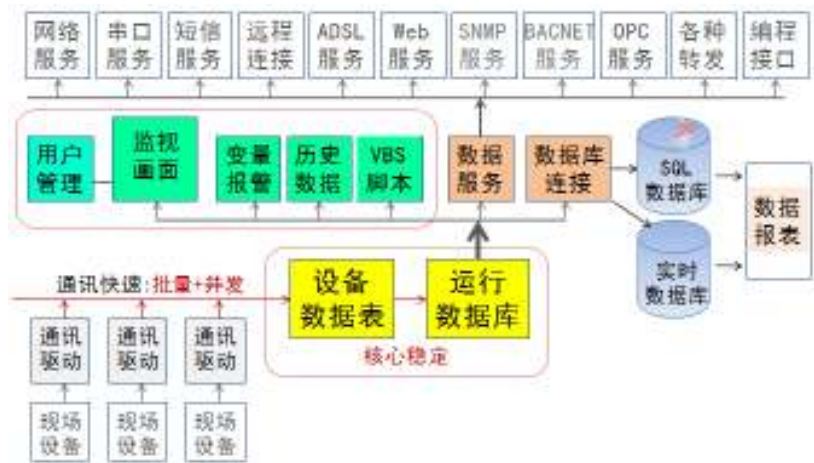 网络 串口 短信 远程 ADSL Web SNMP BACNET OPC 各种 编程
服务 服务 服务 连接 服务 服务 服务 服务 服务 转发 接口
用户 监视 变量 历史 VBS 数据 数据库 SQL
管理 画面 报警 数据 脚本 服务 连接 数据库
数据
报表
实时
数据库
通讯快速:批量+并发
设备 运行
数据表 数据库
核心稳定
通讯 通讯 通讯
驱动 驱动 驱动
现场 现场 现场
设备 设备 设备